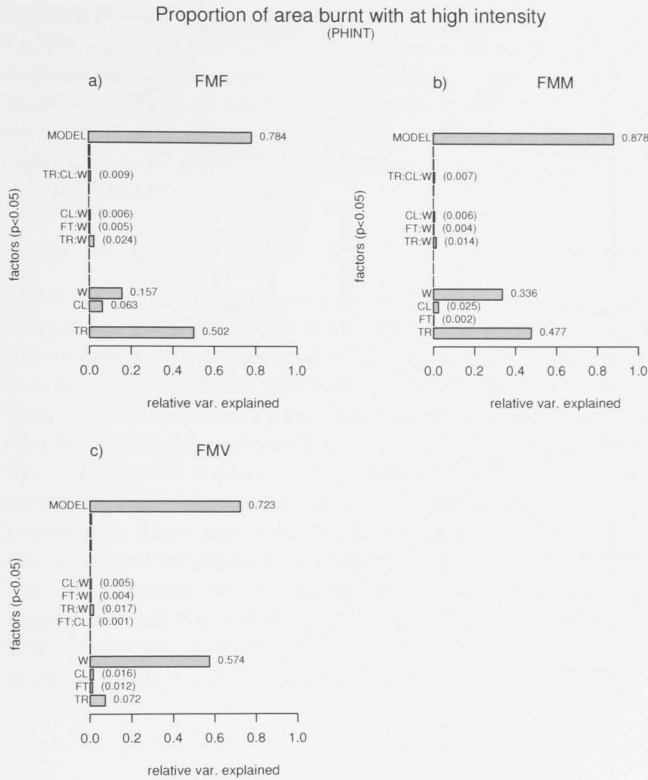 Proportion of area burnt with at high intensity
(PHINT)
a) FMF
MODEL 0.784
TR:CL:W (0.009)
CL:W (0.006)
FT:W (0.005)
TR:W (0.024)
W 0.157
CL 0.063
TR 0.502
factors (p<0.05)
0.0 0.2 0.4 0.6 0.8 1.0
relative var. explained
b) FMM
MODEL 0.878
TR:CL:W (0.007)
CL:W (0.006)
FT:W (0.004)
TR:W (0.014)
W 0.336
CL (0.025)
FT (0.002)
TR 0.477
factors (p<0.05)
0.0 0.2 0.4 0.6 0.8 1.0
relative var. explained
c) FMV
MODEL 0.723
CL:W (0.005)
FT:W (0.004)
TR:W (0.017)
FT:CL (0.001)
W 0.574
CL (0.016)
FT (0.012)
TR 0.072
factors (p<0.05)
0.0 0.2 0.4 0.6 0.8 1.0
relative var. explained